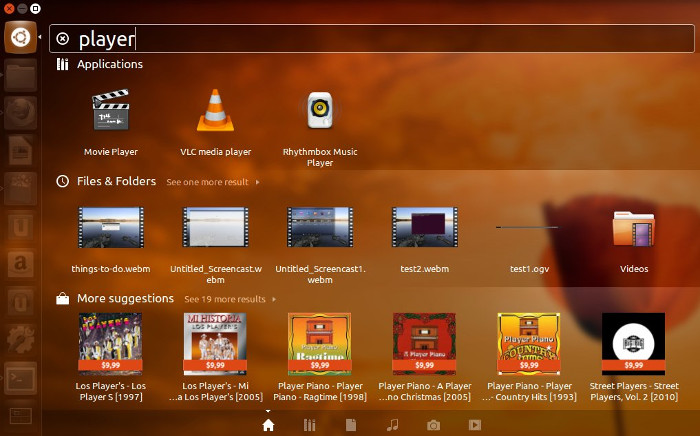 player
Applications
Movie Player
VLC media player
Rhythmbox Music
Player
Files & Folders See one more result
things-to-do.webm
Untitled_Screencast.w
ebm
Untitled_Screencast1.
webm
test2.webm
test1.ogv
Videos
More suggestions See 19 more results
$9,99
Los Player's - Los
Player S [1997]
MI HISTORIA
LOS PLAYER'S
$9,99
Los Player's - Mi
...a Los Player's [2005]
Player Piano
Ragtime
$9,99
Player Piano - Player
Piano - Ragtime [1998]
A Player Piano
$9,99
Player Piano - A Player
...no Christmas [2005]
Player Piano
COUNTRY
HITS
$9,99
Player Piano - Player
...- Country Hits [1993]
$9,99
Street Players - Street
Players, Vol. 2 [2010]